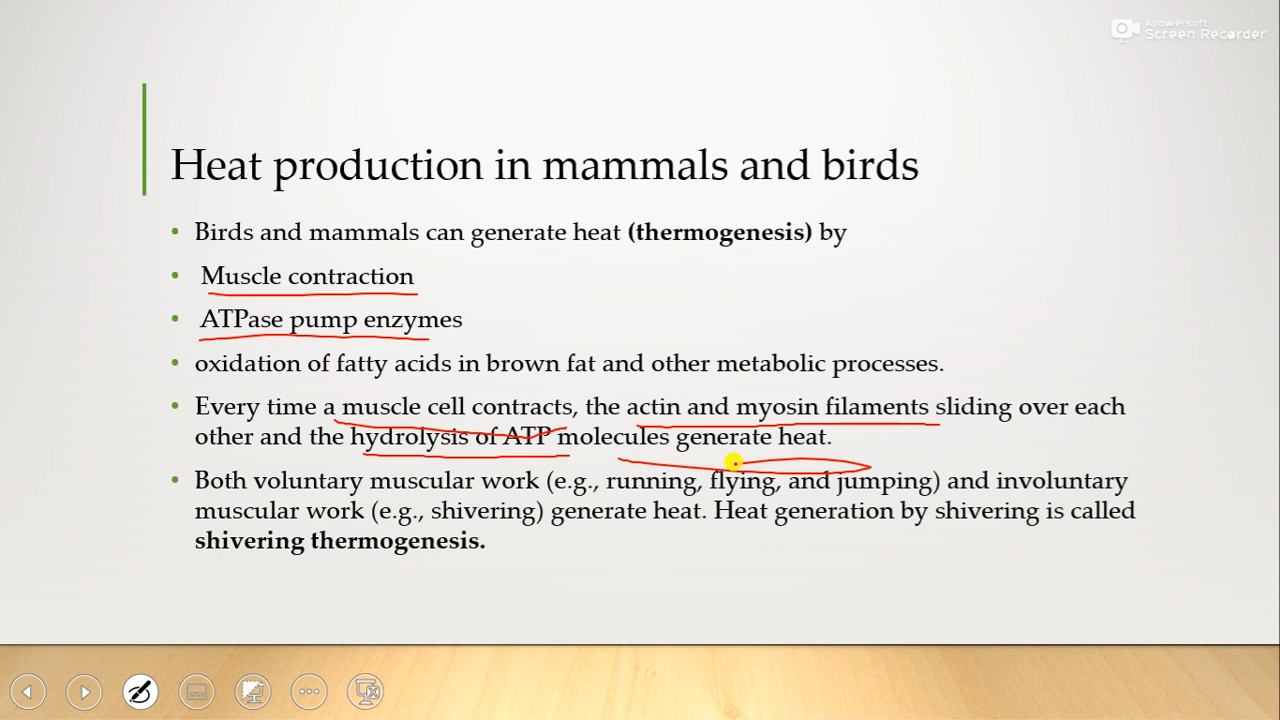 Apowersoft
Screen Recorder
Heat production in mammals and birds
• Birds and mammals can generate heat (thermogenesis) by
• Muscle contraction
• ATPase pump enzymes
• oxidation of fatty acids in brown fat and other metabolic processes.
• Every time a muscle cell contracts, the actin and myosin filaments sliding over each
other and the hydrolysis of ATP molecules generate heat.
• Both voluntary muscular work (e.g., running, flying, and jumping) and involuntary
muscular work (e.g., shivering) generate heat. Heat generation by shivering is called
shivering thermogenesis.